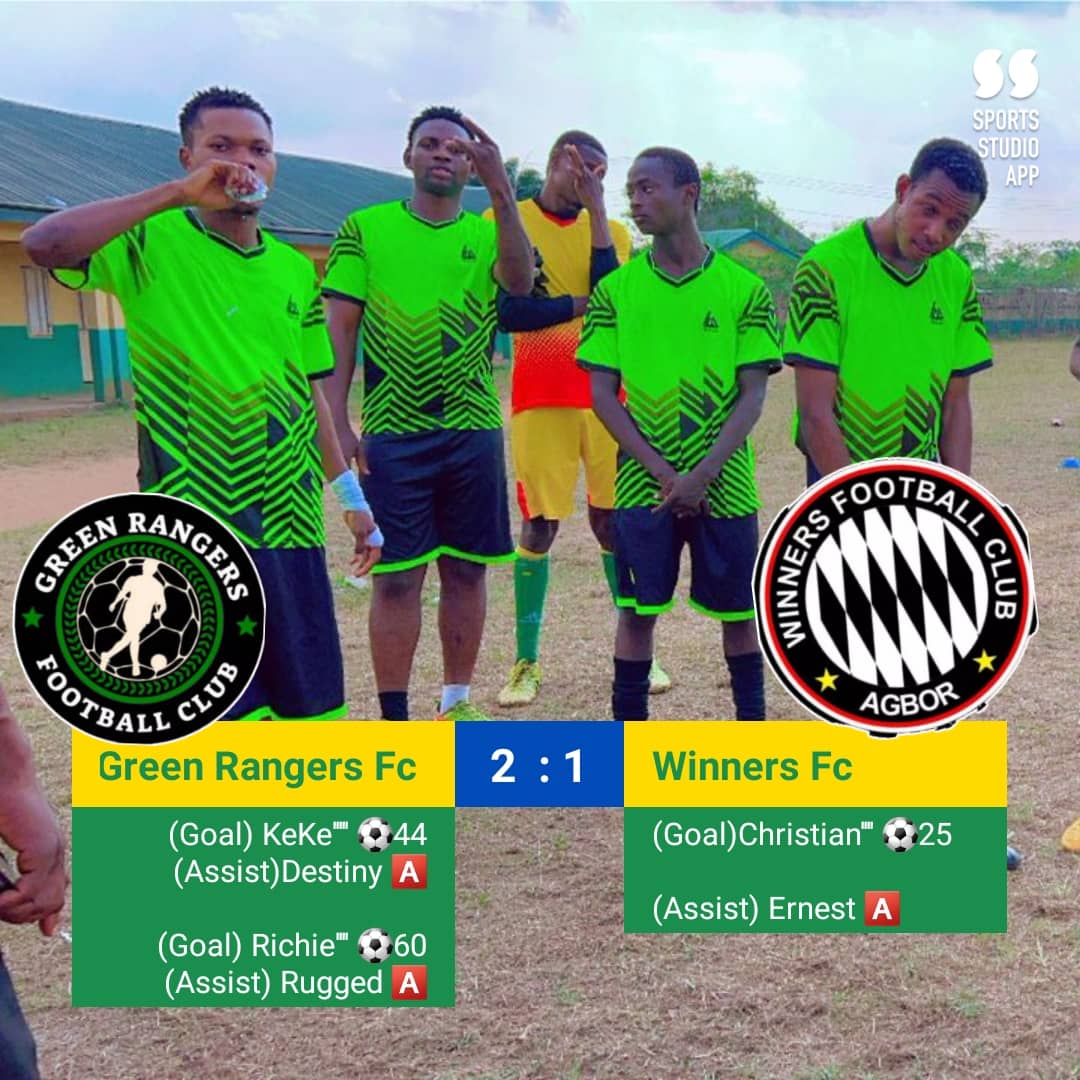 SPORTS
STUDIO
APP
GREEN RANGERS
FOOTBALL CLUB
WINNERS FOOTBALL CLUB
AGBOR
Green Rangers Fc
2 : 1
Winners Fc
(Goal) KeKe"" ⚽44
(Assist)Destiny 🅰
(Goal) Richie"" ⚽60
(Assist) Rugged 🅰
(Goal)Christian"" ⚽25
(Assist) Ernest 🅰